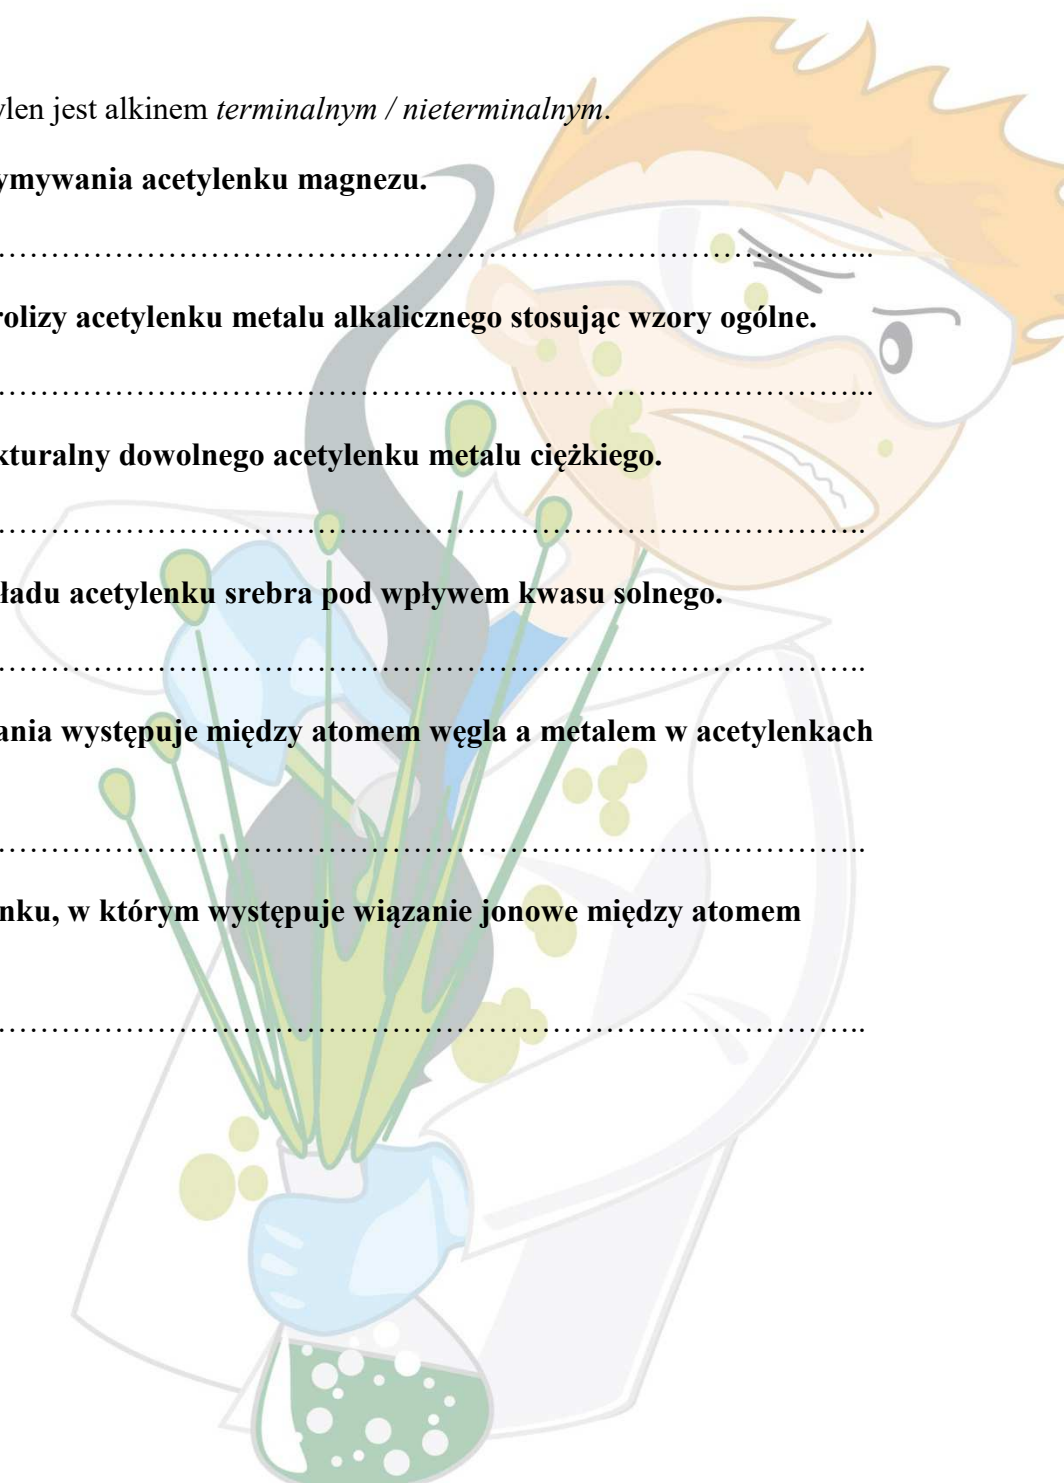 ylen jest alkinem terminalnym / nieterminalnym.
ymywania acetylenku magnezu.
……………………………………………………………………………...
rolizy acetylenku metalu alkalicznego stosując wzory ogólne.
……………………………………………………………………………...
kturalny dowolnego acetylenku metalu ciężkiego.
……………………………………………………………………………..
ładu acetylenku srebra pod wpływem kwasu solnego.
……………………………………………………………………………..
ania występuje między atomem węgla a metalem w acetylenkach
……………………………………………………………………………..
nku, w którym występuje wiązanie jonowe między atomem
……………………………………………………………………………..